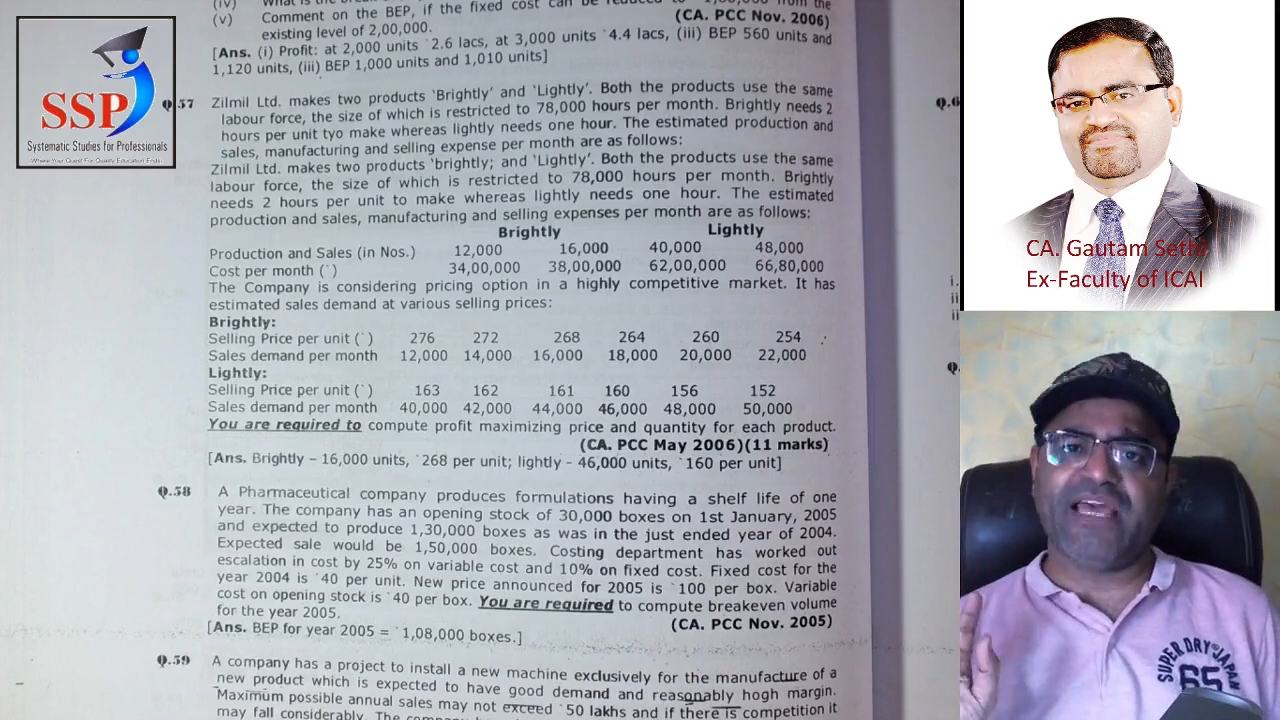 (iv)
(v) Comment on the BEP, if the fixed cost can be reduced to from the
existing level of 2,00,000. (CA. PCC Nov. 2006)
[Ans. (i) Profit: at 2,000 units `2.6 lacs, at 3,000 units `4.4 lacs, (iii) BEP 560 units and
1,120 units, (iii) BEP 1,000 units and 1,010 units]
Q.57 Zilmil Ltd. makes two products ‘Brightly’ and ‘Lightly’. Both the products use the same
labour force, the size of which is restricted to 78,000 hours per month. Brightly needs 2
hours per unit tyo make whereas lightly needs one hour. The estimated production and
sales, manufacturing and selling expense per month are as follows:
Zilmil Ltd. makes two products ‘brightly; and ‘Lightly’. Both the products use the same
labour force, the size of which is restricted to 78,000 hours per month. Brightly
needs 2 hours per unit to make whereas lightly needs one hour. The estimated
production and sales, manufacturing and selling expenses per month are as follows:
Brightly Lightly
Production and Sales (in Nos.) 12,000 16,000 40,000 48,000
Cost per month (`) 34,00,000 38,00,000 62,00,000 66,80,000
The Company is considering pricing option in a highly competitive market. It has
estimated sales demand at various selling prices:
Brightly:
Selling Price per unit (`) 276 272 268 264 260 254
Sales demand per month 12,000 14,000 16,000 18,000 20,000 22,000
Lightly:
Selling Price per unit (`) 163 162 161 160 156 152
Sales demand per month 40,000 42,000 44,000 46,000 48,000 50,000
You are required to compute profit maximizing price and quantity for each product.
(CA. PCC May 2006)(11 marks)
[Ans. Brightly – 16,000 units, `268 per unit; lightly - 46,000 units, `160 per unit]
Q.58 A Pharmaceutical company produces formulations having a shelf life of one
year. The company has an opening stock of 30,000 boxes on 1st January, 2005
and expected to produce 1,30,000 boxes as was in the just ended year of 2004.
Expected sale would be 1,50,000 boxes. Costing department has worked out
escalation in cost by 25% on variable cost and 10% on fixed cost. Fixed cost for the
year 2004 is `40 per unit. New price announced for 2005 is `100 per box. Variable
cost on opening stock is `40 per box. You are required to compute breakeven volume
for the year 2005. (CA. PCC Nov. 2005)
[Ans. BEP for year 2005 = `1,08,000 boxes.]
Q.59 A company has a project to install a new machine exclusively for the manufacture of a
new product which is expected to have good demand and reasonably hogh margin.
Maximum possible annual sales may not exceed `50 lakhs and if there is competition it
may fall considerably. The company
SSP
Systematic Studies for Professionals
Where Your Quest For Quality Education Ends
Q.6
i.
ii
ii
Q.
CA. Gautam Sethi
Ex-Faculty of ICAI
SUPER DRY JAPAN
65